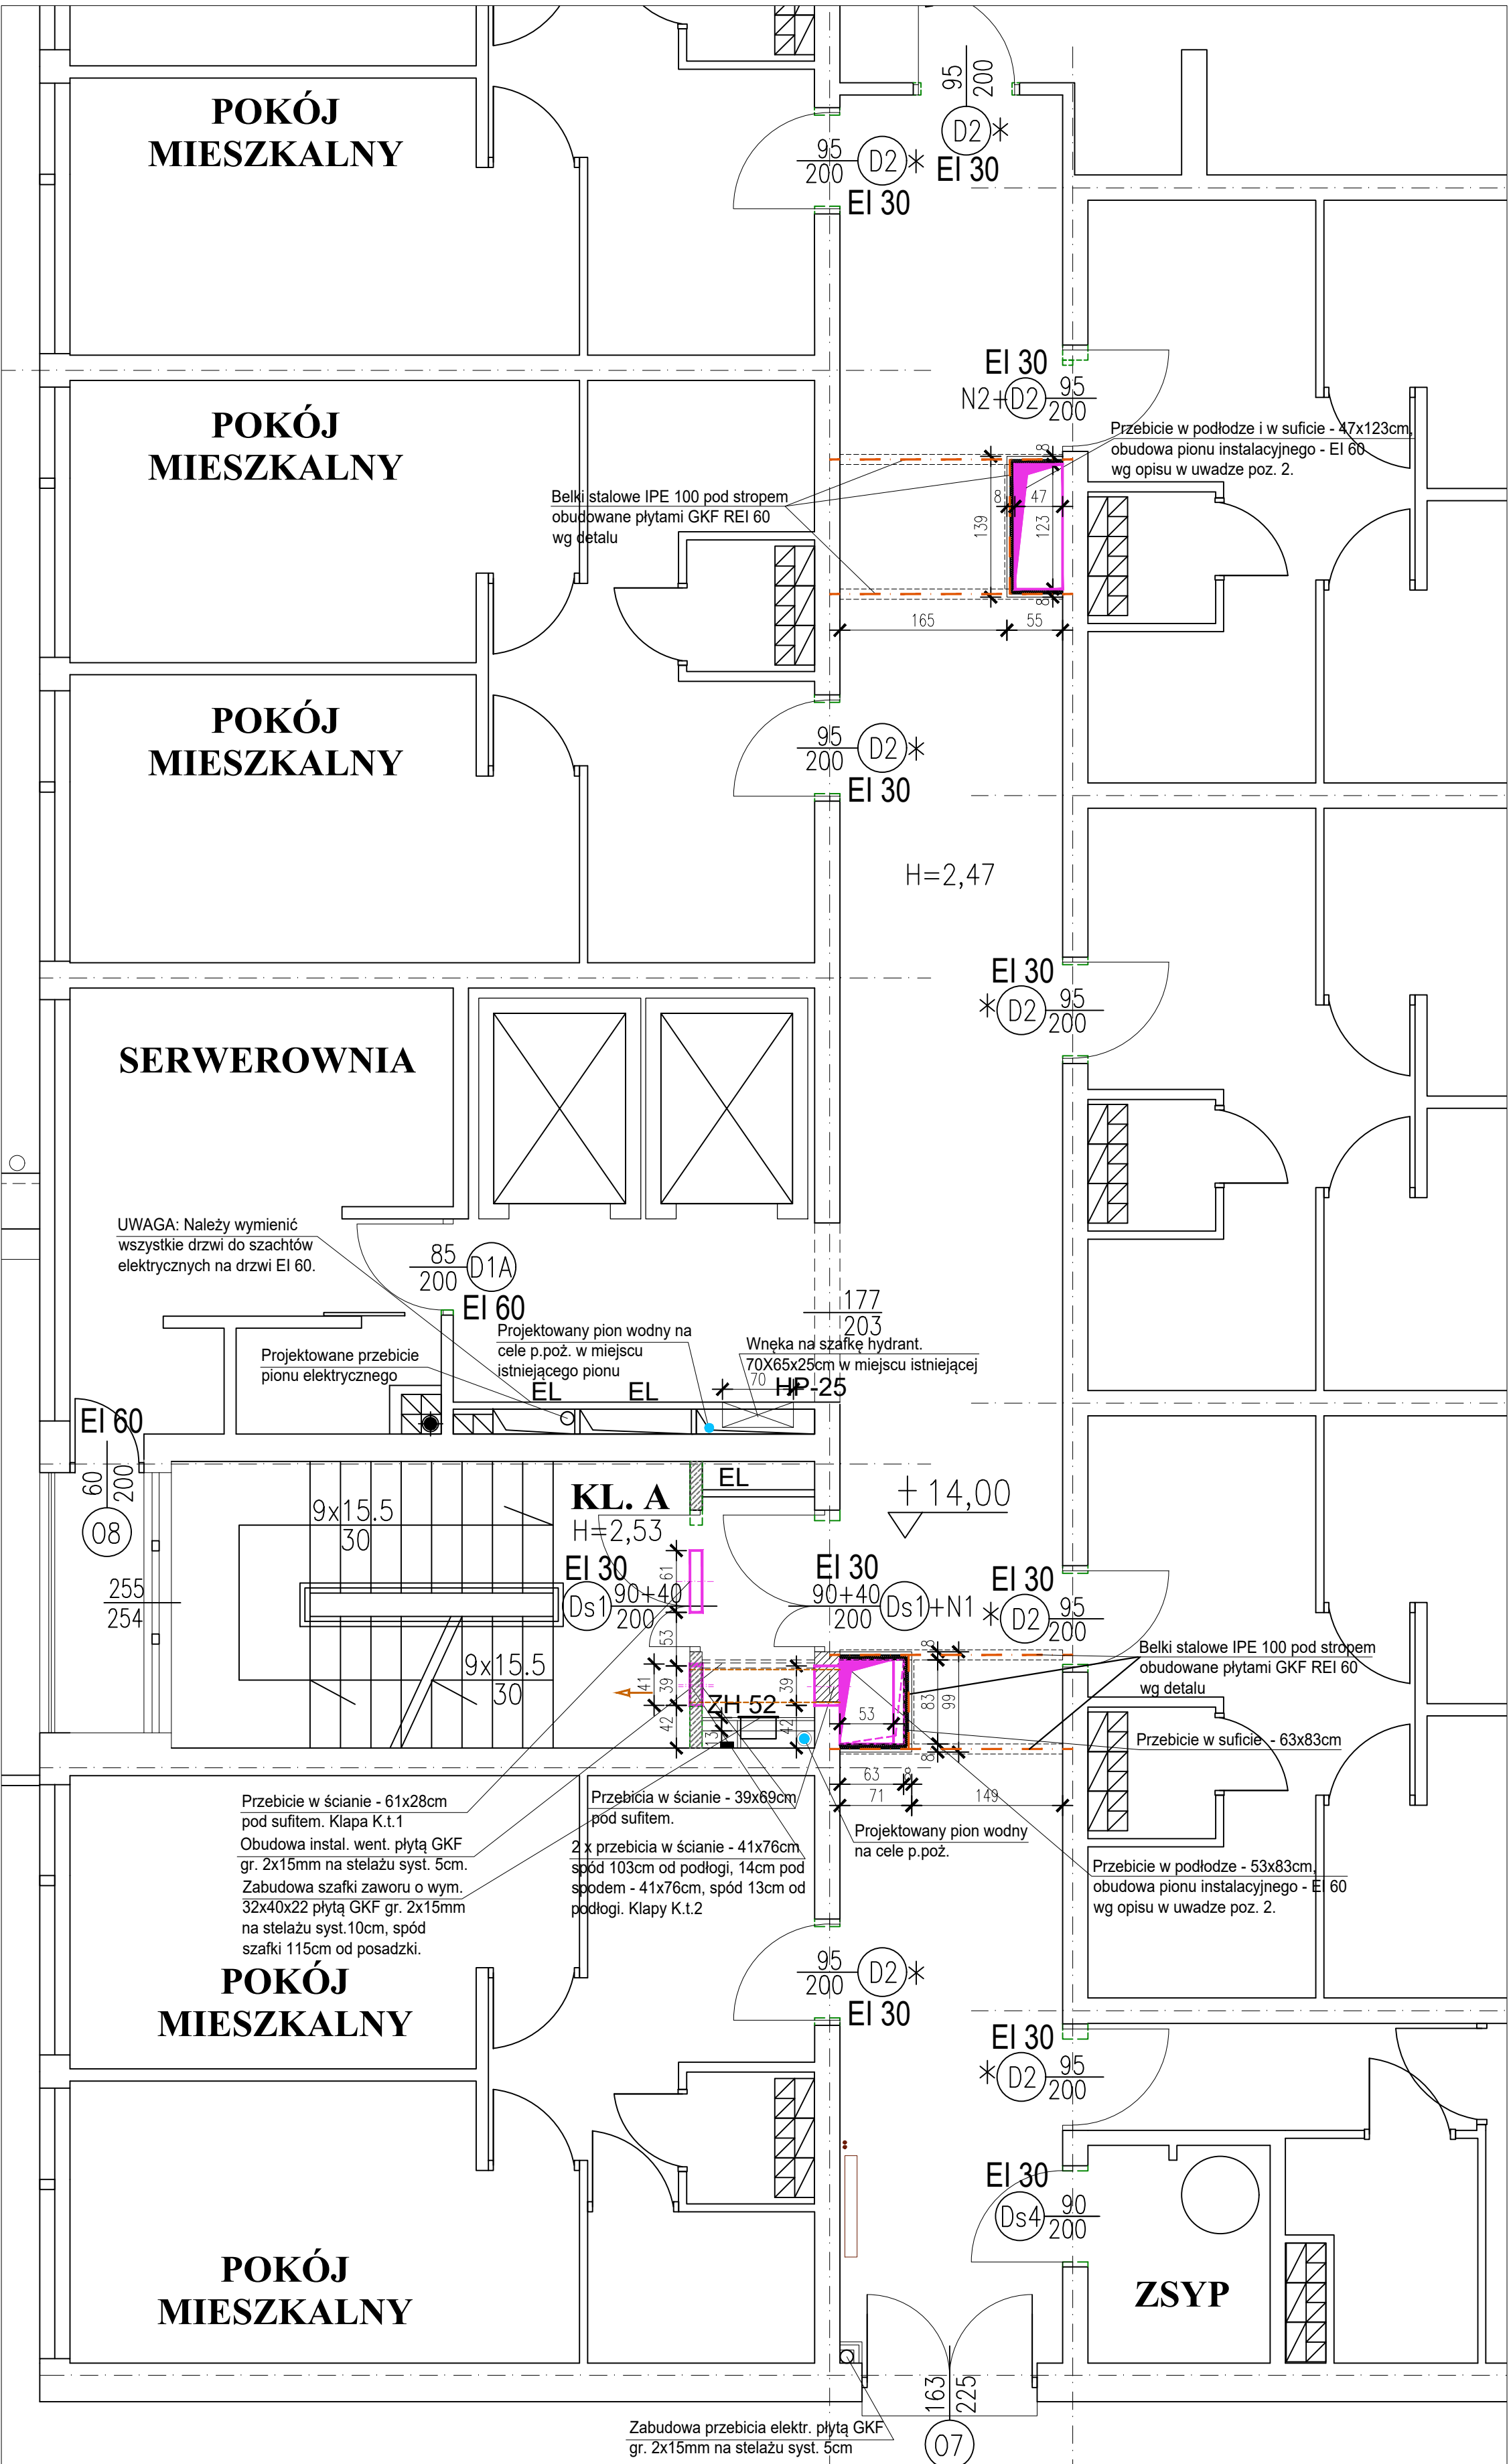 95
200
D2
*
EI 30
POKÓJ
MIESZKALNY
95
200
D2
*
EI 30
EI 30
N2+D2
95
200
POKÓJ
MIESZKALNY
Przebicie w podłodze i w suficie - 47x123cm,
obudowa pionu instalacyjnego - EI 60
wg opisu w uwadze poz. 2.
Belki stalowe IPE 100 pod stropem
obudowane płytami GKF REI 60
wg detalu
8
8
47
139
123
8
165
55
POKÓJ
MIESZKALNY
95
200
D2
*
EI 30
H=2,47
EI 30
*
D2
95
200
SERWEROWNIA
UWAGA: Należy wymienić
wszystkie drzwi do szachtów
elektrycznych na drzwi EI 60.
85
200
D1A
EI 60
177
203
Projektowany pion wodny na
cele p.poż. w miejscu
istniejącego pionu
Wnęka na szafkę hydrant.
70X65x25cm w miejscu istniejącej
Projektowane przebicie
pionu elektrycznego
70
HP-25
EL
EL
EI 60
60
200
08
EL
KL. A
H=2,53
+14,00
9x15.5
30
EI 30
Ds1
90+40
200
61
53
EI 30
90+40
200
Ds1+N1
EI 30
*
D2
95
200
255
254
9x15.5
30
Belki stalowe IPE 100 pod stropem
obudowane płytami GKF REI 60
wg detalu
8
83
99
8
53
41
39
42
39
42
13
ZH 52
Przebicie w suficie - 63x83cm
63
8
71
149
Przebicie w ścianie - 61x28cm
pod sufitem. Klapa K.t.1
Obudowa instal. went. płytą GKF
gr. 2x15mm na stelażu syst. 5cm.
Zabudowa szafki zaworu o wym.
32x40x22 płytą GKF gr. 2x15mm
na stelażu syst.10cm, spód
szafki 115cm od posadzki.
Przebicia w ścianie - 39x69cm
pod sufitem.
2 x przebicia w ścianie - 41x76cm
spód 103cm od podłogi, 14cm pod
spodem - 41x76cm, spód 13cm od
podłogi. Klapy K.t.2
Projektowany pion wodny
na cele p.poż.
Przebicie w podłodze - 53x83cm,
obudowa pionu instalacyjnego - EI 60
wg opisu w uwadze poz. 2.
POKÓJ
MIESZKALNY
95
200
D2
*
EI 30
EI 30
*
D2
95
200
EI 30
Ds4
90
200
POKÓJ
MIESZKALNY
ZSYP
163
225
07
Zabudowa przebicia elektr. płytą GKF
gr. 2x15mm na stelażu syst. 5cm